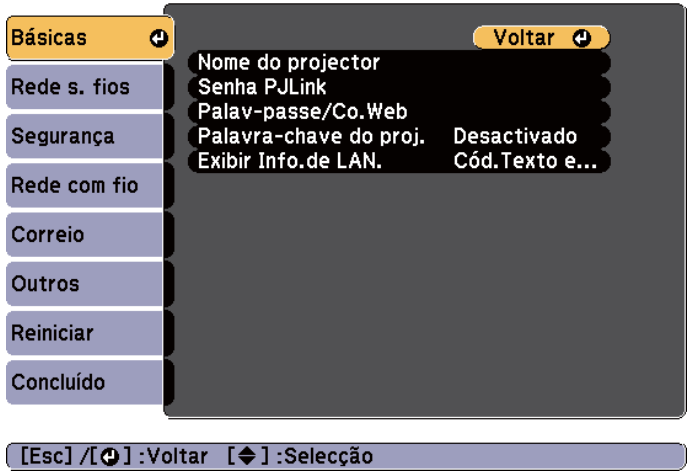 Básicas
Voltar
Nome do projector
Senha PJLink
Palav-passe/Co.Web
Palavra-chave do proj. Desactivado
Exibir Info.de LAN. Cód.Texto e...
Rede s. fios
Segurança
Rede com fio
Correio
Outros
Reiniciar
Concluído
[Esc] /[⏎] :Voltar [◆] :Selecção